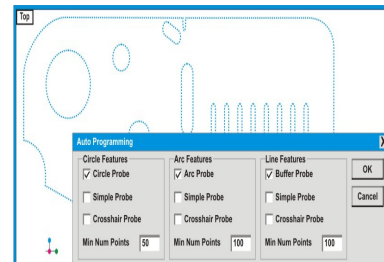 Top
Auto Programming
X
Circle Features Arc Features Line Features
Circle Probe Arc Probe Buffer Probe OK
Simple Probe Simple Probe Simple Probe Cancel
Crosshair Probe Crosshair Probe Crosshair Probe
Min Num Points 50 Min Num Points 100 Min Num Points 100